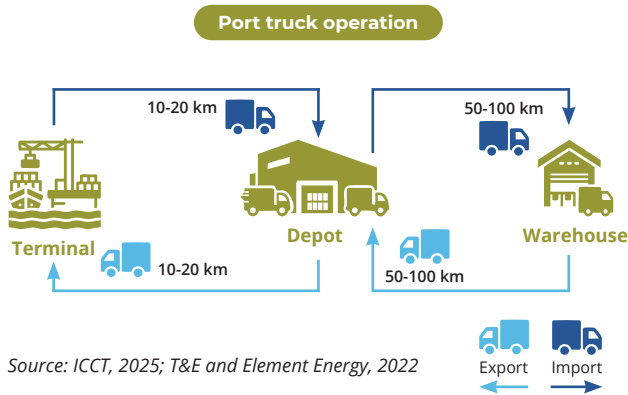 Port truck operation
10-20 km
50-100 km
Terminal
Depot
Warehouse
10-20 km
50-100 km
Source: ICCT, 2025; T&E and Element Energy, 2022
Export
Import